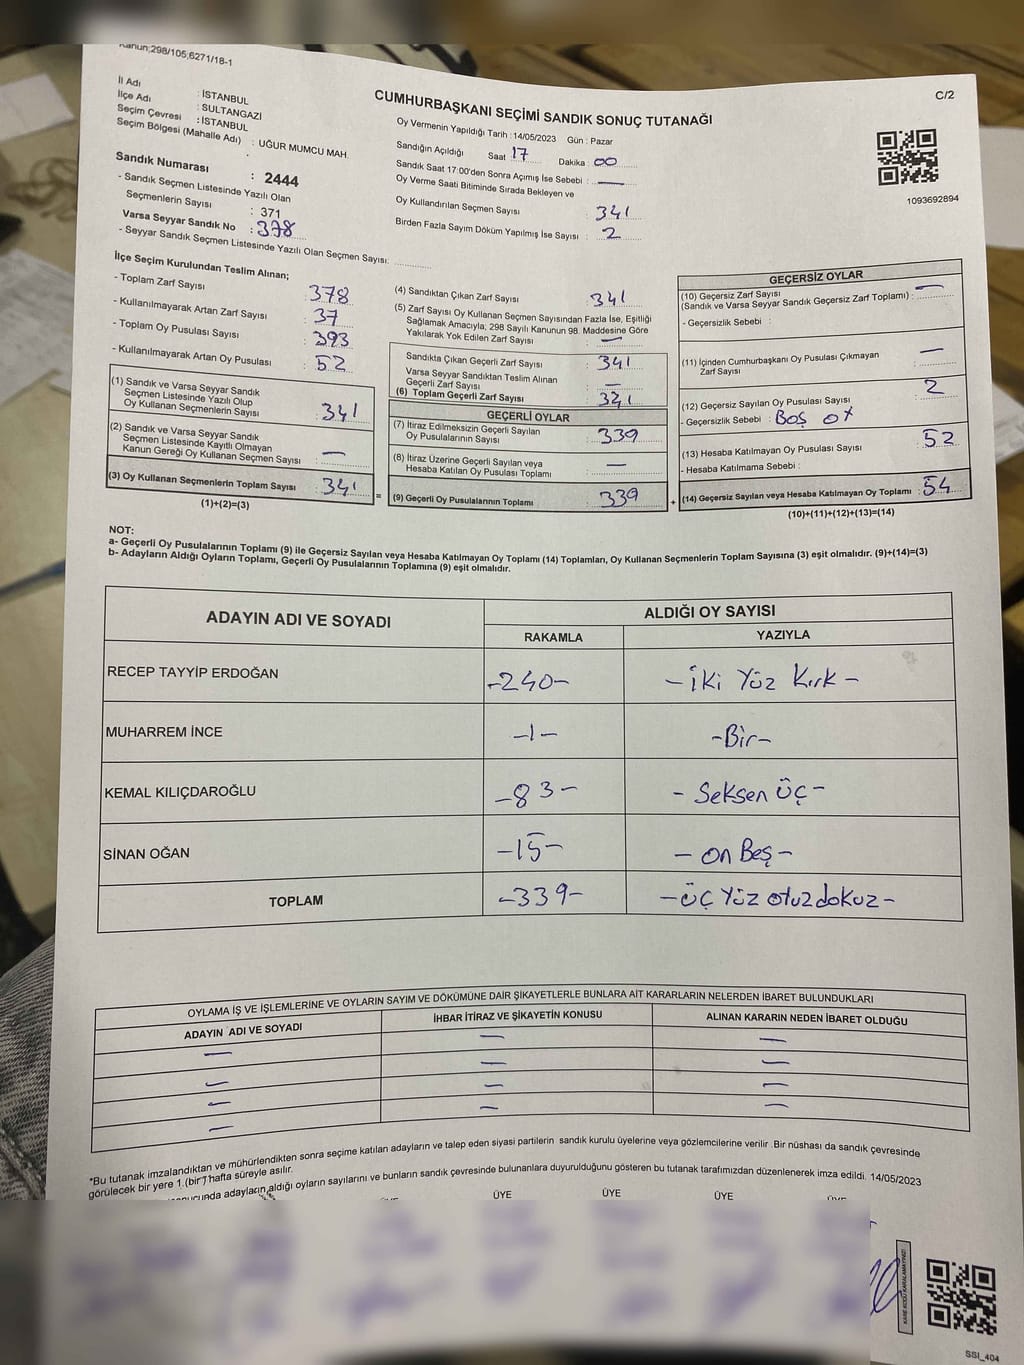 Kanun;298/105;6271/18-1
C/2
İl Adı : İSTANBUL
İlçe Adı : SULTANGAZI
Seçim Çevresi : İSTANBUL
Seçim Bölgesi (Mahalle Adı) : UĞUR MUMCU MAH.
Sandık Numarası : 2444
- Sandık Seçmen Listesinde Yazılı Olan
Seçmenlerin Sayısı : 371
Varsa Seyyar Sandık No : 378
- Seyyar Sandık Seçmen Listesinde Yazılı Olan Seçmen Sayısı:
CUMHURBAŞKANI SEÇİMİ SANDIK SONUÇ TUTANAĞI
Oy Vermenin Yapıldığı Tarih : 14/05/2023 Gün : Pazar
Sandığın Açıldığı Saat 17 Dakika 00
Sandık Saat 17:00'den Sonra Açımış İse Sebebi : —
Oy Verme Saati Bitiminde Sırada Bekleyen ve
Oy Kullandırılan Seçmen Sayısı : 341
Birden Fazla Sayım Döküm Yapılmış İse Sayısı : 2
1093692894
İlçe Seçim Kurulundan Teslim Alınan;
- Toplam Zarf Sayısı : 378
- Kullanılmayarak Artan Zarf Sayısı : 37
- Toplam Oy Pusulası Sayısı : 393
- Kullanılmayarak Artan Oy Pusulası : 52
(1) Sandık ve Varsa Seyyar Sandık
Seçmen Listesinde Yazılı Olup
Oy Kullanan Seçmenlerin Sayısı : 341
(2) Sandık ve Varsa Seyyar Sandık
Seçmen Listesinde Kayıtlı Olmayan
Kanun Gereği Oy Kullanan Seçmen Sayısı : —
(3) Oy Kullanan Seçmenlerin Toplam Sayısı : 341
(1)+(2)=(3)
=
(4) Sandıktan Çıkan Zarf Sayısı : 341
(5) Zarf Sayısı Oy Kullanan Seçmen Sayısından Fazla İse, Eşitliği
Sağlamak Amacıyla; 298 Sayılı Kanunun 98. Maddesine Göre
Yakılarak Yok Edilen Zarf Sayısı : —
Sandıkta Çıkan Geçerli Zarf Sayısı : 341
Varsa Seyyar Sandıktan Teslim Alınan
Geçerli Zarf Sayısı : —
(6) Toplam Geçerli Zarf Sayısı : 341
GEÇERLİ OYLAR
(7) İtiraz Edilmeksizin Geçerli Sayılan
Oy Pusulalarının Sayısı : 339
(8) İtiraz Üzerine Geçerli Sayılan veya
Hesaba Katılan Oy Pusulası Toplamı : —
(9) Geçerli Oy Pusulalarının Toplamı : 339
+
GEÇERSİZ OYLAR
(10) Geçersiz Zarf Sayısı
(Sandık ve Varsa Seyyar Sandık Geçersiz Zarf Toplamı) : —
- Geçersizlik Sebebi :
(11) İçinden Cumhurbaşkanı Oy Pusulası Çıkmayan
Zarf Sayısı : —
(12) Geçersiz Sayılan Oy Pusulası Sayısı : 2
- Geçersizlik Sebebi : BOŞ OY
(13) Hesaba Katılmayan Oy Pusulası Sayısı : 52
- Hesaba Katılmama Sebebi :
(14) Geçersiz Sayılan veya Hesaba Katılmayan Oy Toplamı : 54
(10)+(11)+(12)+(13)=(14)
NOT:
a- Geçerli Oy Pusulalarının Toplamı (9) ile Geçersiz Sayılan veya Hesaba Katılmayan Oy Toplamı (14) Toplamları, Oy Kullanan Seçmenlerin Toplam Sayısına (3) eşit olmalıdır. (9)+(14)=(3)
b- Adayların Aldığı Oyların Toplamı, Geçerli Oy Pusulalarının Toplamına (9) eşit olmalıdır.
ADAYIN ADI VE SOYADI ALDIĞI OY SAYISI
RAKAMLA YAZIYLA
RECEP TAYYİP ERDOĞAN -240- -İki Yüz Kırk-
MUHARREM İNCE -1- -Bir-
KEMAL KILIÇDAROĞLU -83- -Seksen Üç-
SİNAN OĞAN -15- -On Beş-
TOPLAM -339- -Üç Yüz otuz dokuz-
OYLAMA İŞ VE İŞLEMLERİNE VE OYLARIN SAYIM VE DÖKÜMÜNE DAİR ŞİKAYETLERLE BUNLARA AİT KARARLARIN NELERDEN İBARET BULUNDUKLARI
ADAYIN ADI VE SOYADI İHBAR İTİRAZ VE ŞİKAYETİN KONUSU ALINAN KARARIN NEDEN İBARET OLDUĞU
— — —
— — —
— — —
— — —
*Bu tutanak imzalandıktan ve mühürlendikten sonra seçime katılan adayların ve talep eden siyasi partilerin sandık kurulu üyelerine veya gözlemcilerine verilir. Bir nüshası da sandık çevresinde
görülecek bir yere 1.(bir) hafta süreyle asılır.
adayların aldığı oyların sayılarını ve bunların sandık çevresinde bulunanlara duyurulduğunu gösteren bu tutanak tarafımızdan düzenlenerek imza edildi. 14/05/2023
ÜYE ÜYE ÜYE
KARE KODU KARALAMAYINIZ!
SSI_404